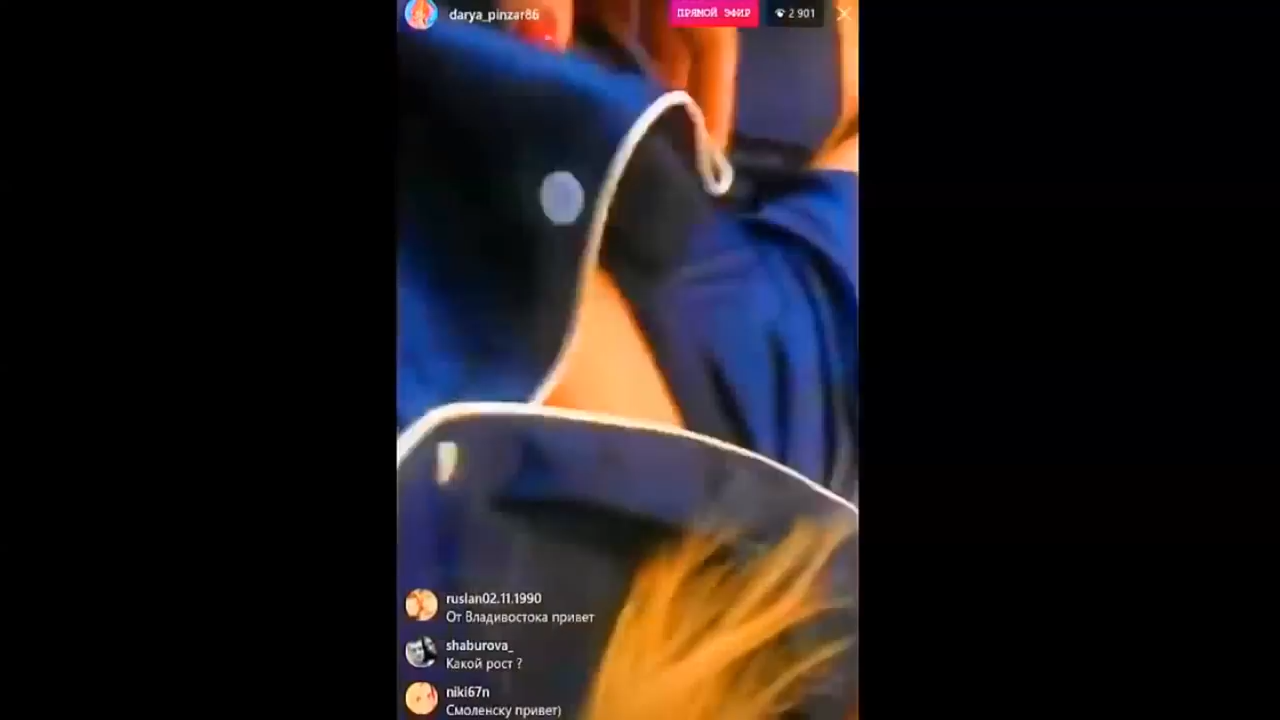 darya_pinzar86
ПРЯМОЙ ЭФИР
2 901
ruslan02.11.1990
От Владивостока привет
shaburova_
Какой рост ?
niki67n
Смоленску привет)